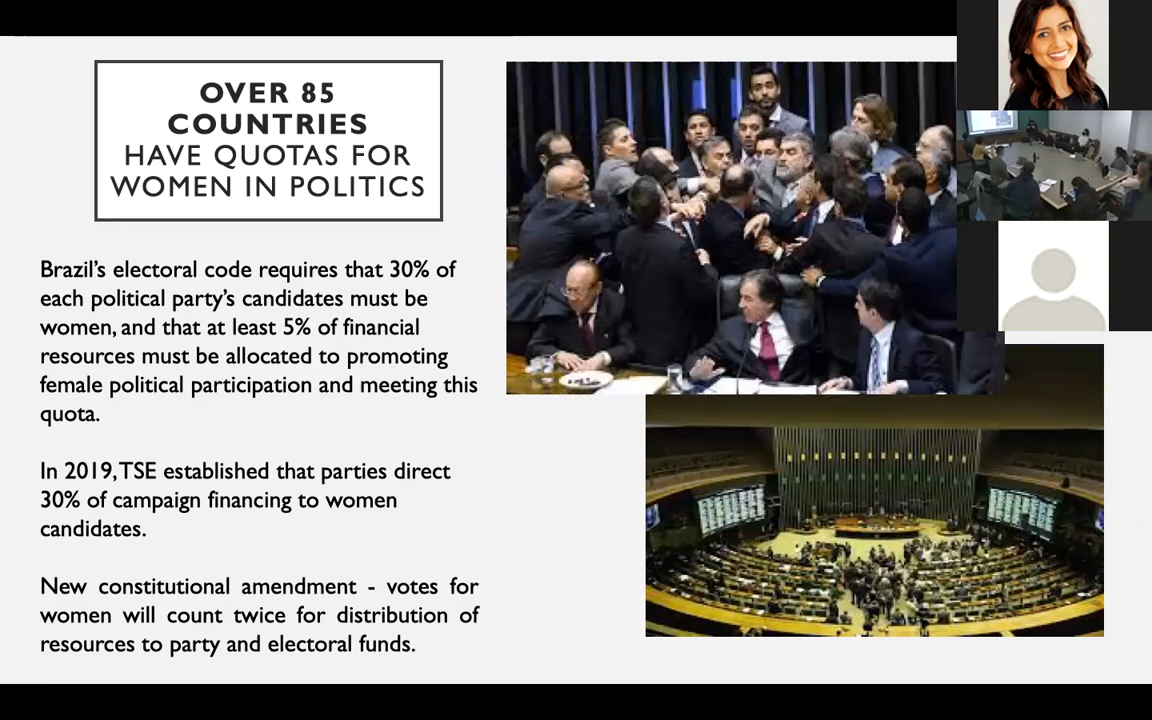 OVER 85
COUNTRIES
HAVE QUOTAS FOR
WOMEN IN POLITICS
Brazil's electoral code requires that 30% of
each political party's candidates must be
women, and that at least 5% of financial
resources must be allocated to promoting
female political participation and meeting this
quota.
In 2019, TSE established that parties direct
30% of campaign financing to women
candidates.
New constitutional amendment - votes for
women will count twice for distribution of
resources to party and electoral funds.